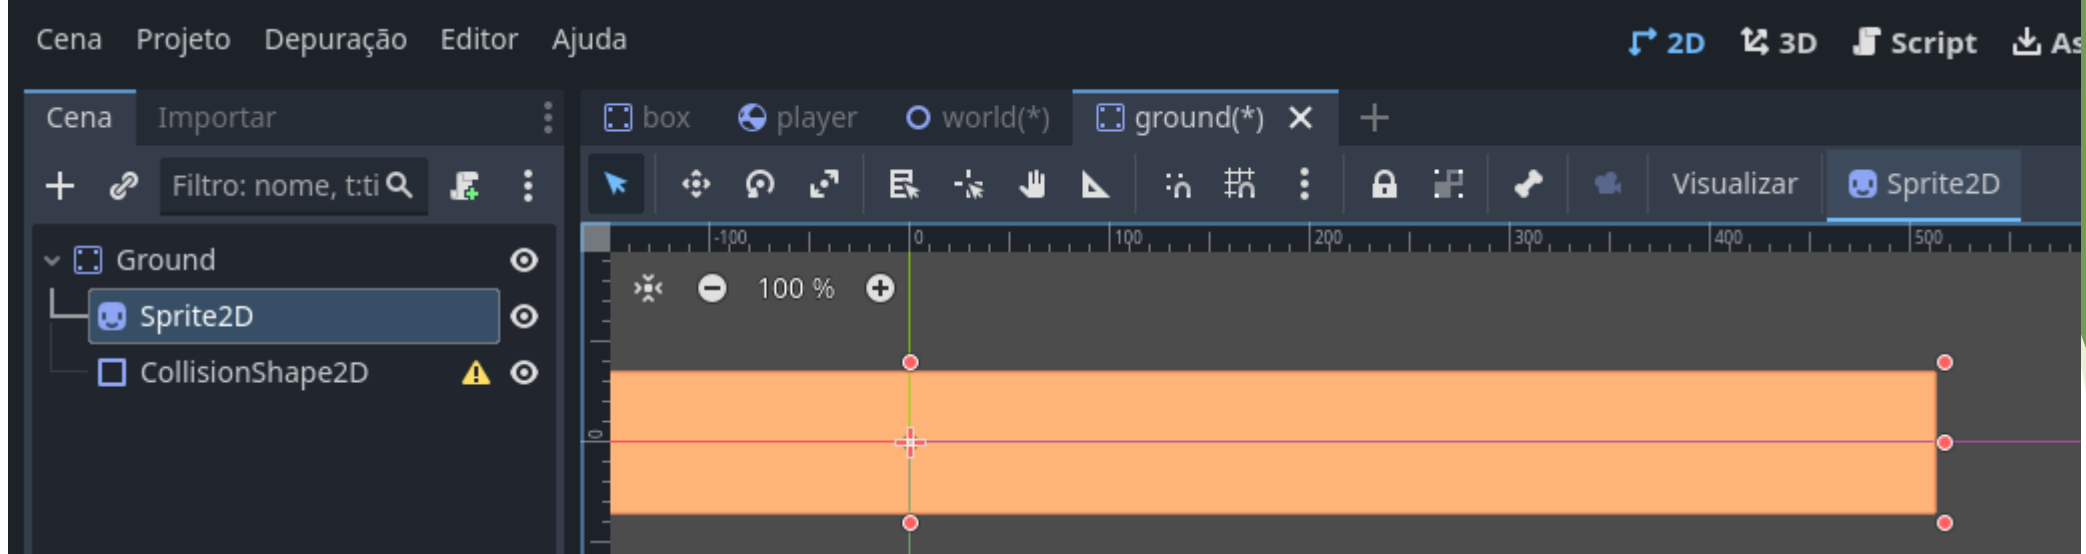 Cena Projeto Depuração Editor Ajuda
2D 3D Script As
Cena Importar
box player world(*) ground(*)
Filtro: nome, t:ti
Visualizar Sprite2D
-100 0 100 200 300 400 500
100 %
Ground
Sprite2D
CollisionShape2D
0